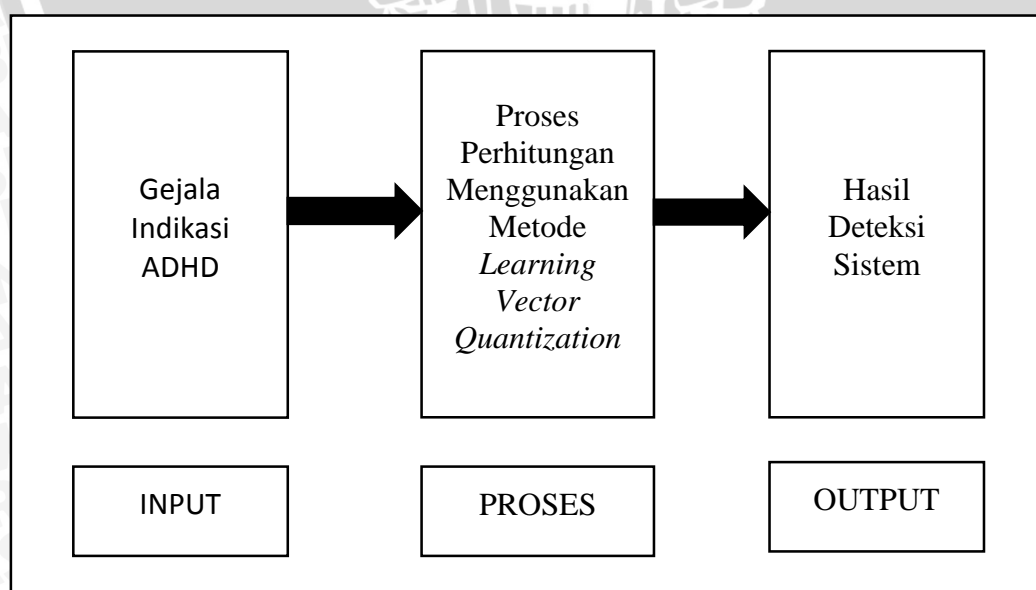 Gejala
Indikasi
ADHD
Proses
Perhitungan
Menggunakan
Metode
Learning
Vector
Quantization
Hasil
Deteksi
Sistem
INPUT
PROSES
OUTPUT